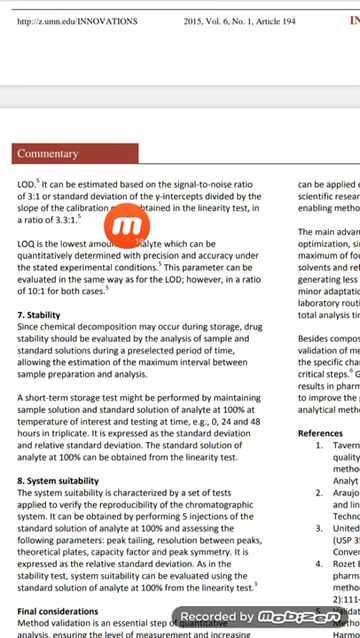 http://z.umn.edu/INNOVATIONS
2015, Vol. 6, No. 1, Article 194
IN
Commentary
LOD.5 It can be estimated based on the signal-to-noise ratio
of 3:1 or standard deviation of the y-intercepts divided by the
slope of the calibration obtained in the linearity test, in
a ratio of 3.3:1.5
LOQ is the lowest amou analyte which can be
quantitatively determined with precision and accuracy under
the stated experimental conditions.5 This parameter can be
evaluated in the same way as for the LOD; however, in a ratio
of 10:1 for both cases.5
7. Stability
Since chemical decomposition may occur during storage, drug
stability should be evaluated by the analysis of sample and
standard solutions during a preselected period of time,
allowing the estimation of the maximum interval between
sample preparation and analysis.
A short-term storage test might be performed by maintaining
sample solution and standard solution of analyte at 100% at
temperature of interest and testing at time, e.g., 0, 24 and 48
hours in triplicate. It is expressed as the standard deviation
and relative standard deviation. The standard solution of
analyte at 100% can be obtained from the linearity test.
8. System suitability
The system suitability is characterized by a set of tests
applied to verify the reproducibility of the chromatographic
system. It can be obtained by performing 5 injections of the
standard solution of analyte at 100% and assessing the
following parameters: peak tailing, resolution between peaks,
theoretical plates, capacity factor and peak symmetry. It is
expressed as the relative standard deviation. As in the
stability test, system suitability can be evaluated using the
standard solution of analyte at 100% from the linearity test.3
Final considerations
Method validation is an essential step of quantitative
analysis, ensuring the level of measurement and increasing
can be applied e
scientific resear
enabling metho
The main advan
optimization, si
maximum of fou
solvents and ref
generating less
minor adaptatio
laboratory routi
total analysis tim
Besides compos
validation of me
the specific char
critical steps.6 G
results in pharm
to improve the p
analytical metho
References
1. Tavern
quality
metho
Analyt
2. Araujo
and lin
Techno
3. United
(USP 35
Conver
4. Rozet E
pharma
metho
2):111-
5. Valida
Metho
Recorded by MOBIZEN